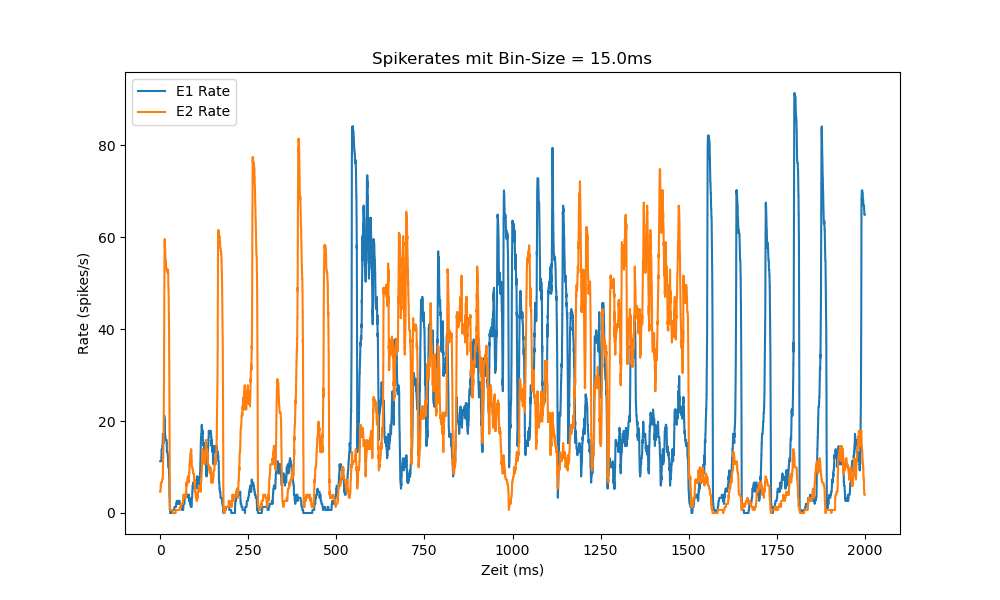 Spikerates mit Bin-Size = 15.0ms
E1 Rate
E2 Rate
80
60
40
20
0
Rate (spikes/s)
0 250 500 750 1000 1250 1500 1750 2000
Zeit (ms)